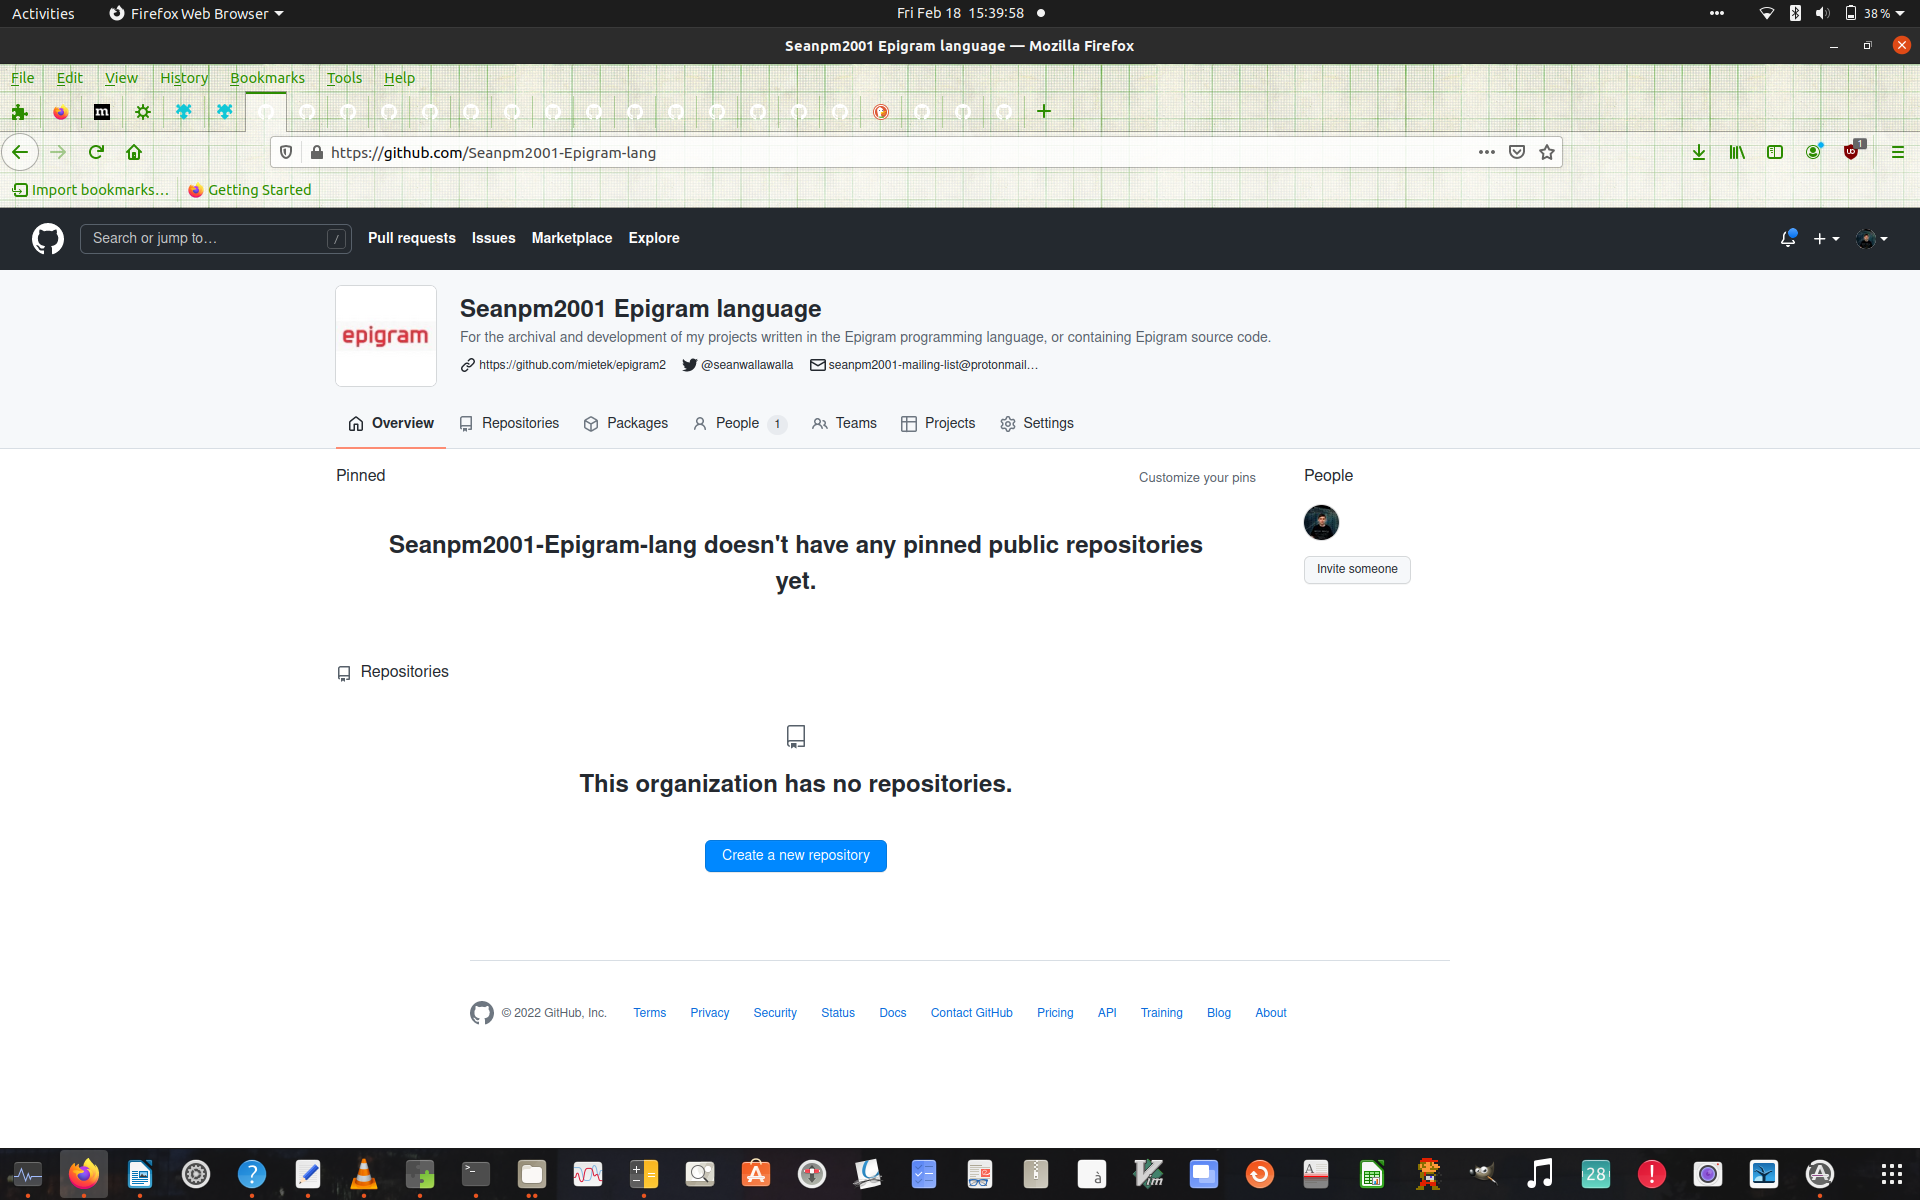 Activities
Firefox Web Browser
Fri Feb 18 15:39:58
38 %
Seanpm2001 Epigram language — Mozilla Firefox
File Edit View History Bookmarks Tools Help
https://github.com/Seanpm2001-Epigram-lang
1
Import bookmarks…
Getting Started
Search or jump to…
/
Pull requests
Issues
Marketplace
Explore
epigram
Seanpm2001 Epigram language
For the archival and development of my projects written in the Epigram programming language, or containing Epigram source code.
https://github.com/mietek/epigram2
@seanwallawalla
seanpm2001-mailing-list@protonmail…
Overview
Repositories
Packages
People 1
Teams
Projects
Settings
Pinned
Customize your pins
Seanpm2001-Epigram-lang doesn't have any pinned public repositories
yet.
People
Invite someone
Repositories
This organization has no repositories.
Create a new repository
© 2022 GitHub, Inc.
Terms
Privacy
Security
Status
Docs
Contact GitHub
Pricing
API
Training
Blog
About
28